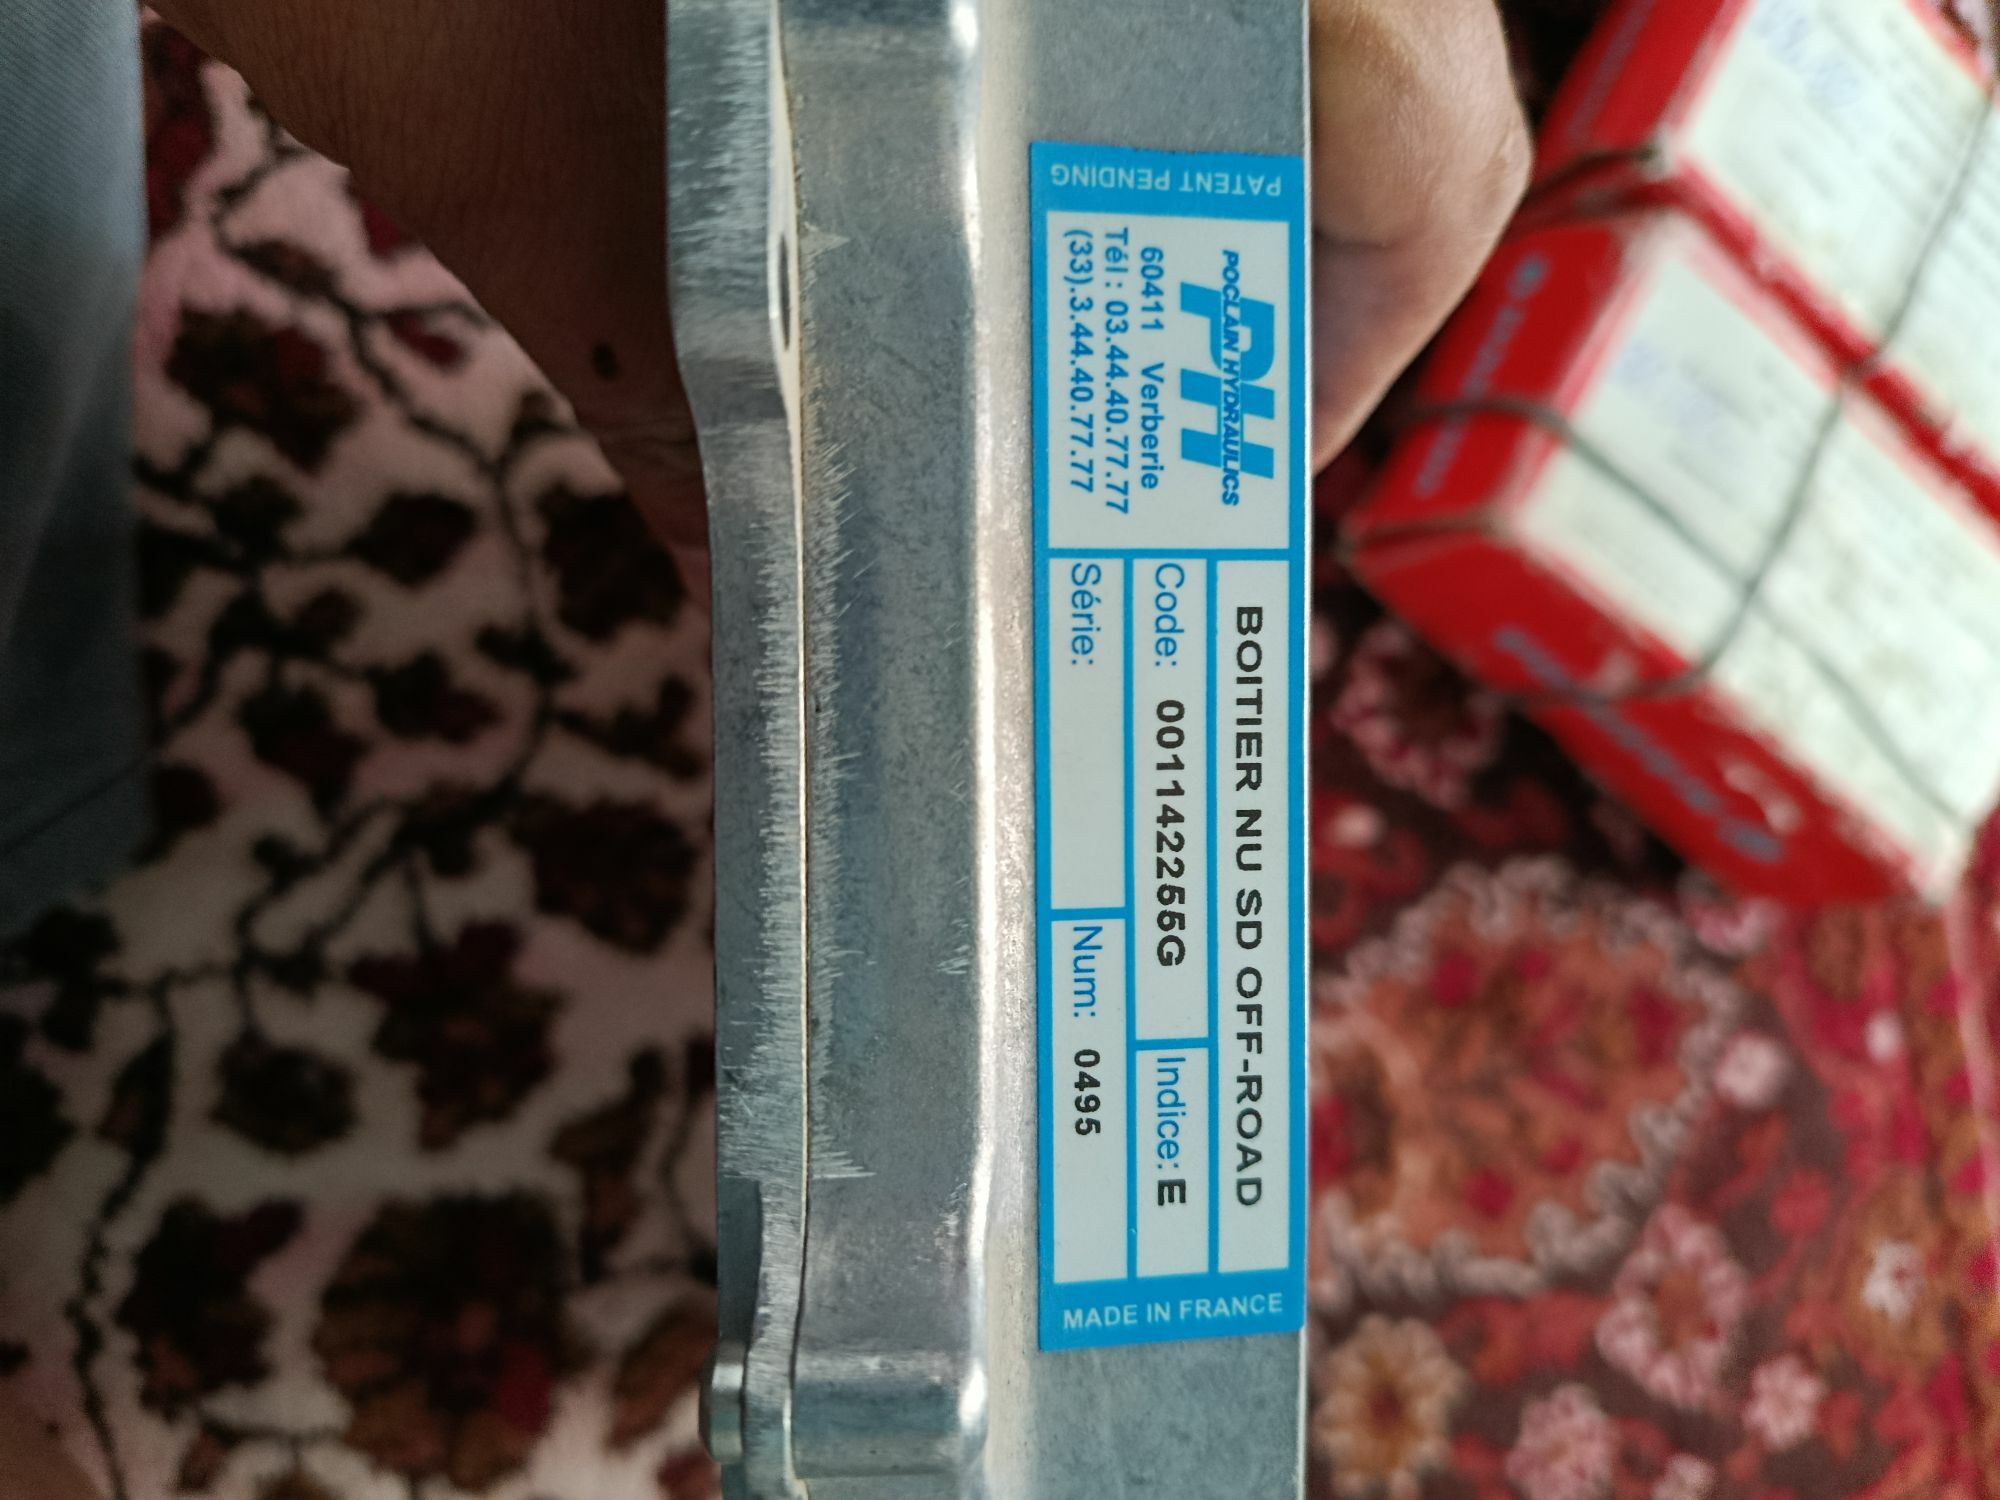 PATENT PENDING
PH
POCLAIN HYDRAULICS
60411 Verberie
Tél : 03.44.40.77.77
(33).3.44.40.77.77
BOITIER NU SD OFF-ROAD
Code: 001142255G
Indice: E
Série:
Num: 0495
MADE IN FRANCE